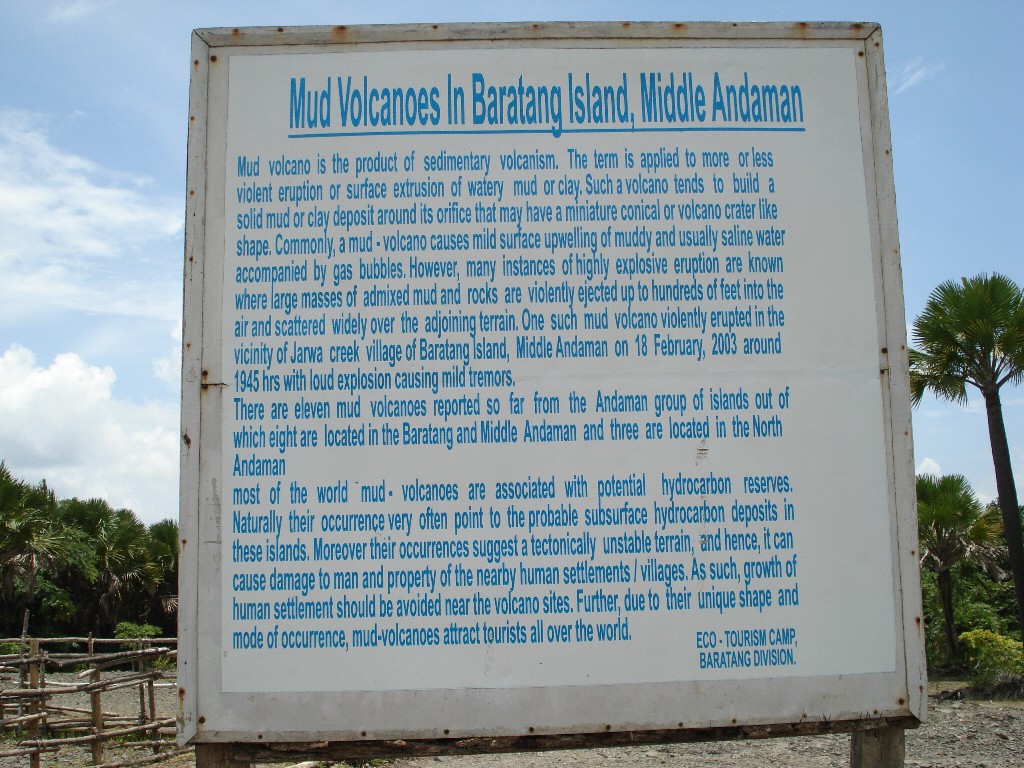 Mud Volcanoes In Baratang Island, Middle Andaman
Mud volcano is the product of sedimentary volcanism. The term is applied to more or less
violent eruption or surface extrusion of watery mud or clay. Such a volcano tends to build a
solid mud or clay deposit around its orifice that may have a miniature conical or volcano crater like
shape. Commonly, a mud - volcano causes mild surface upwelling of muddy and usually saline water
accompanied by gas bubbles. However, many instances of highly explosive eruption are known
where large masses of admixed mud and rocks are violently ejected up to hundreds of feet into the
air and scattered widely over the adjoining terrain. One such mud volcano violently erupted in the
vicinity of Jarwa creek village of Baratang Island, Middle Andaman on 18 February, 2003 around
1945 hrs with loud explosion causing mild tremors.
There are eleven mud volcanoes reported so far from the Andaman group of islands out of
which eight are located in the Baratang and Middle Andaman and three are located in the North
Andaman
most of the world mud - volcanoes are associated with potential hydrocarbon reserves.
Naturally their occurrence very often point to the probable subsurface hydrocarbon deposits in
these islands. Moreover their occurrences suggest a tectonically unstable terrain, and hence, it can
cause damage to man and property of the nearby human settlements / villages. As such, growth of
human settlement should be avoided near the volcano sites. Further, due to their unique shape and
mode of occurrence, mud-volcanoes attract tourists all over the world.
ECO - TOURISM CAMP,
BARATANG DIVISION.